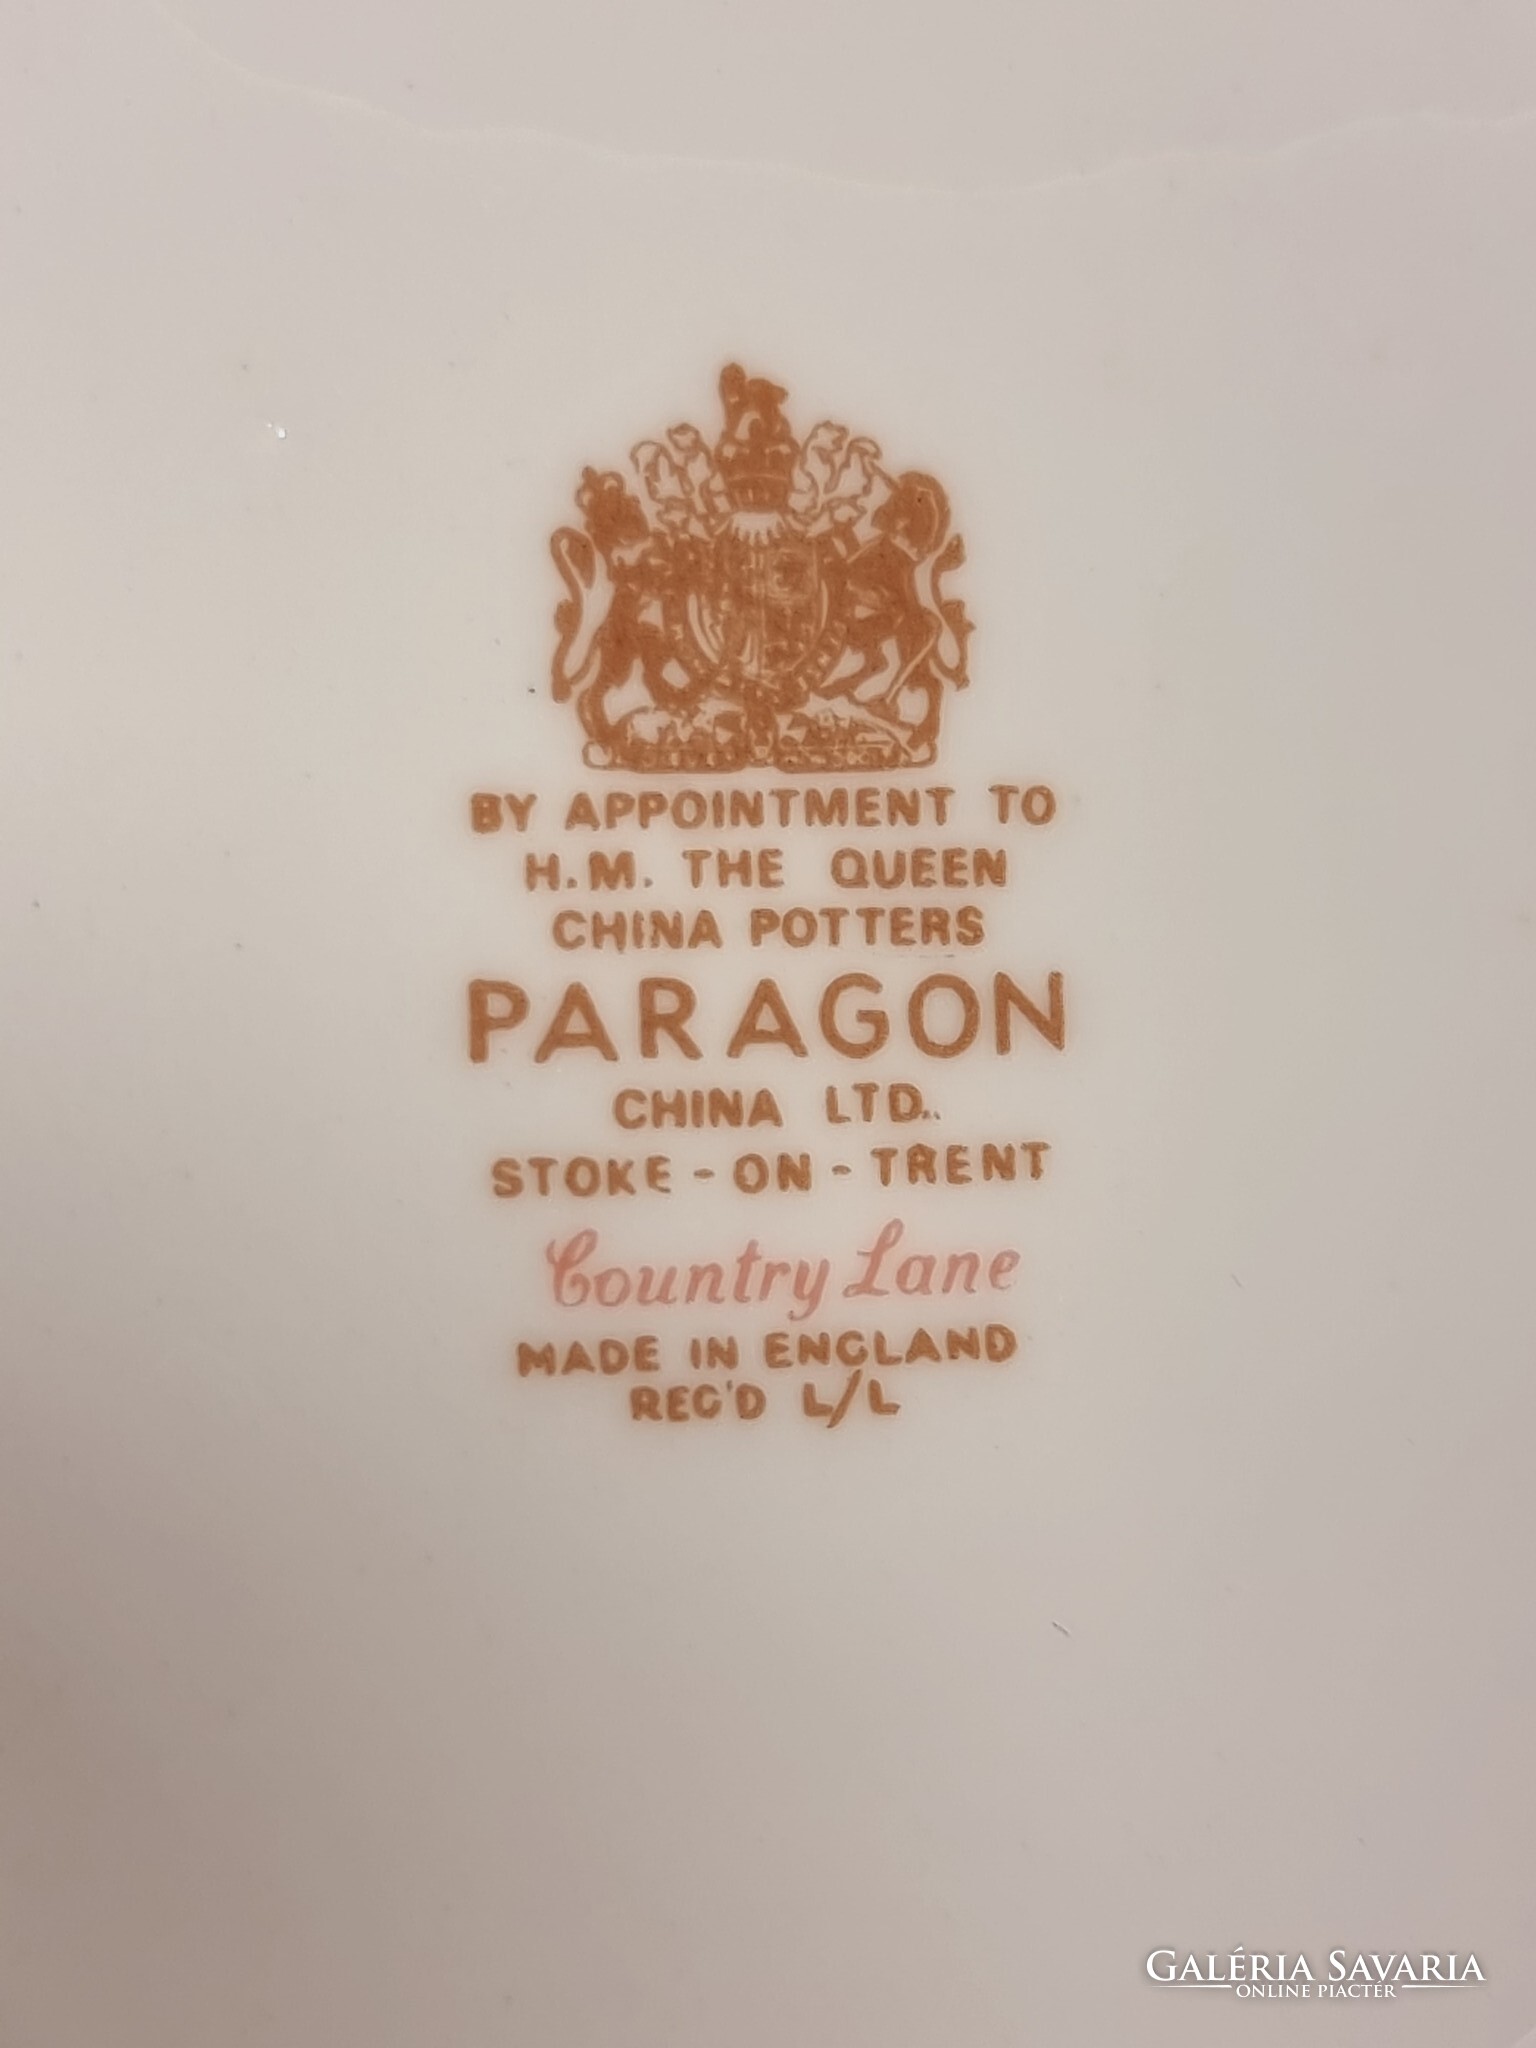 BY APPOINTMENT TO
H.M. THE QUEEN
CHINA POTTERS
PARAGON
CHINA LTD.
STOKE-ON-TRENT
Country Lane
MADE IN ENGLAND
REG'D L/L
GALÉRIA SAVARIA
ONLINE PIACTÉR